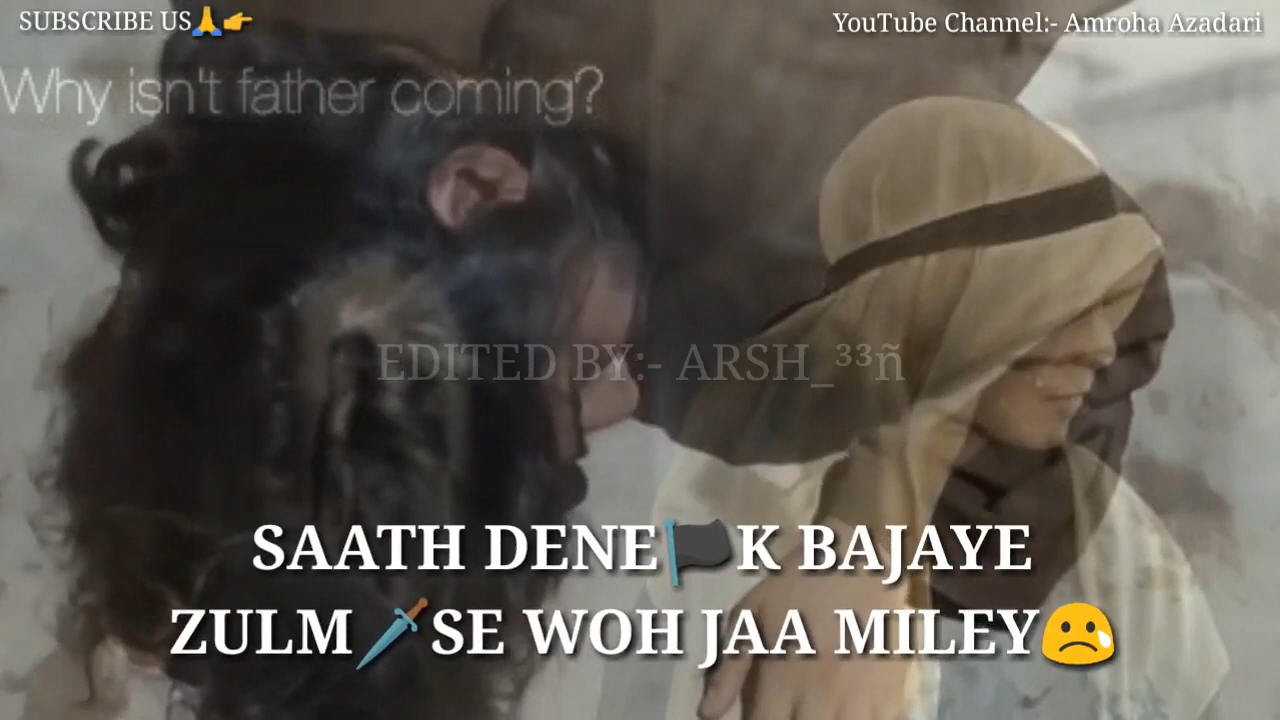 SUBSCRIBE US🙏👉
YouTube Channel:- Amroha Azadari
Why isn't father coming?
EDITED BY:- ARSH_³³ñ
SAATH DENE🏴K BAJAYE
ZULM🗡️SE WOH JAA MILEY😢